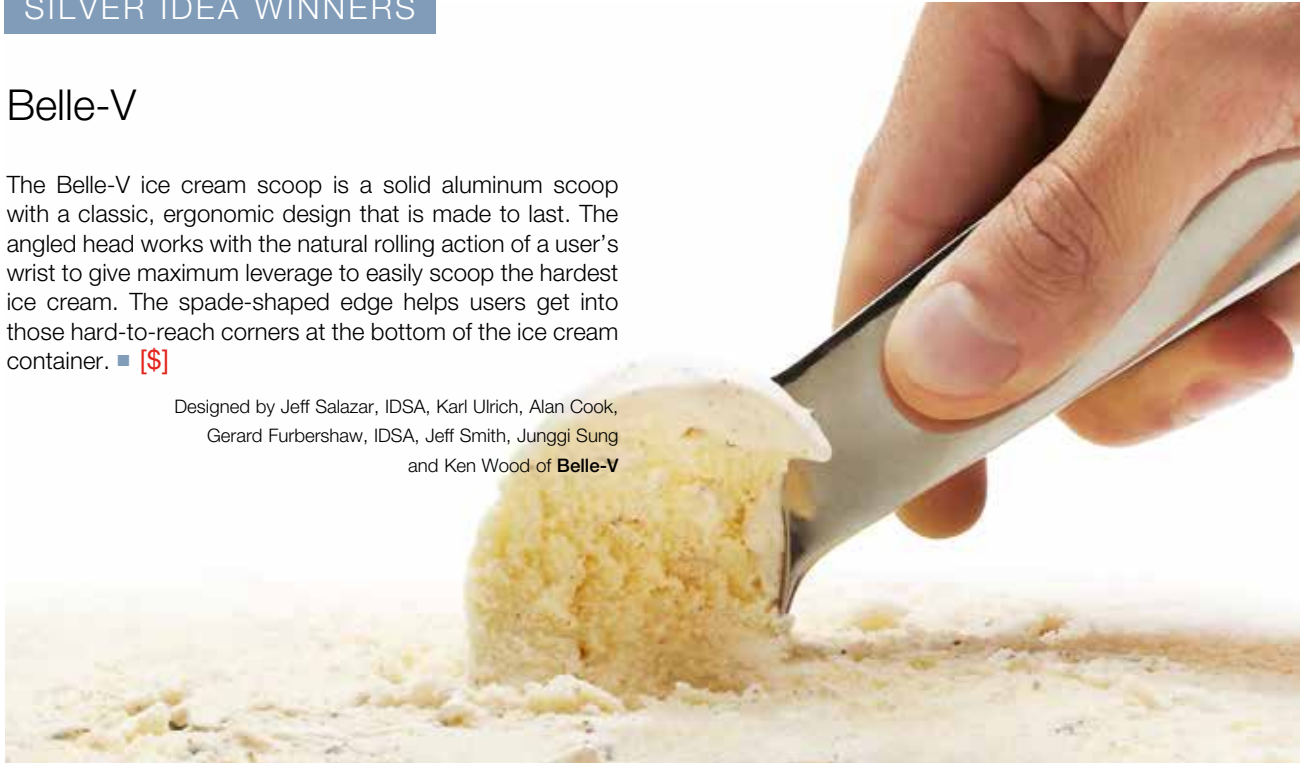 SILVER IDEA WINNERS
Belle-V
The Belle-V ice cream scoop is a solid aluminum scoop
with a classic, ergonomic design that is made to last. The
angled head works with the natural rolling action of a user’s
wrist to give maximum leverage to easily scoop the hardest
ice cream. The spade-shaped edge helps users get into
those hard-to-reach corners at the bottom of the ice cream
container. ■ [$]
Designed by Jeff Salazar, IDSA, Karl Ulrich, Alan Cook,
Gerard Furbershaw, IDSA, Jeff Smith, Junggi Sung
and Ken Wood of Belle-V